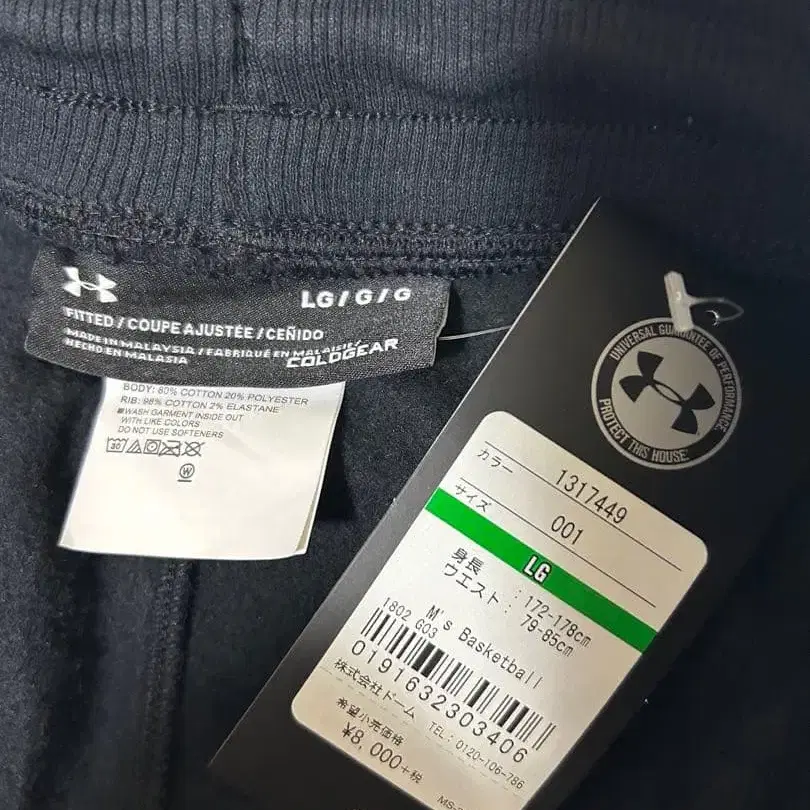 LG / G / G
FITTED / COUPE AJUSTÉE / CEÑIDO
MADE IN MALAYSIA / FABRIQUÉ EN MALAISIE/
HECHO EN MALASIA
COLDGEAR
BODY: 80% COTTON 20% POLYESTER
RIB: 98% COTTON 2% ELASTANE
■WASH GARMENT INSIDE OUT
WITH LIKE COLORS
DO NOT USE SOFTENERS
30
W
UNIVERSAL GUARANTEE OF PERFORMANCE
PROTECT THIS HOUSE
1317449
カラー
001
サイズ
LG
身長 : 172-178cm
ウエスト : 79-85cm
M's Basketball
1802 G03
0191632303406
株式会社ドーム TEL: 0120-106-786
希望小売価格
¥8,000+税